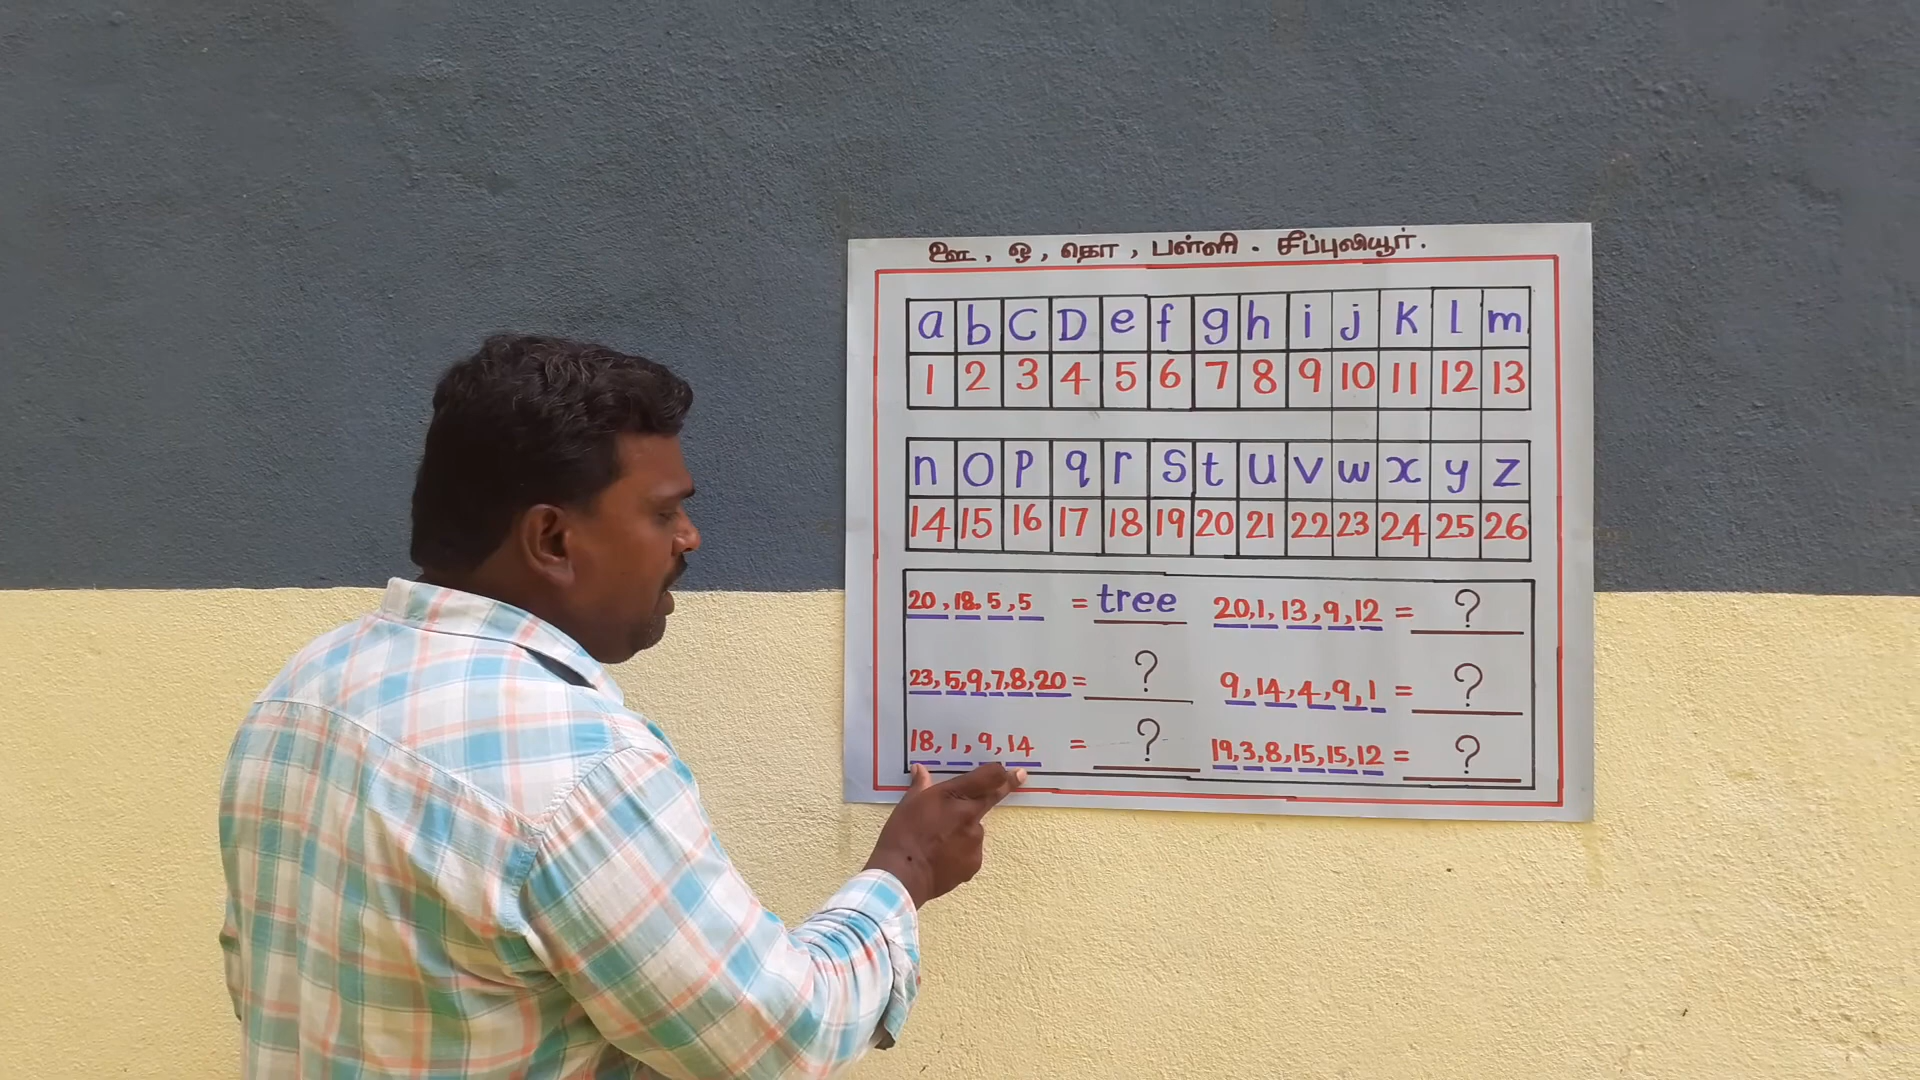 ஊ , ஒ , தொ , பள்ளி - சீப்புலியூர்.
a b C D e f g h i j k l m
1 2 3 4 5 6 7 8 9 10 11 12 13
n o p q r s t u v w x y z
14 15 16 17 18 19 20 21 22 23 24 25 26
20, 18, 5, 5 = tree 20, 1, 13, 9, 12 = ?
23, 5, 9, 7, 8, 20 = ? 9, 14, 4, 9, 1 = ?
18, 1, 9, 14 = ? 19, 3, 8, 15, 15, 12 = ?